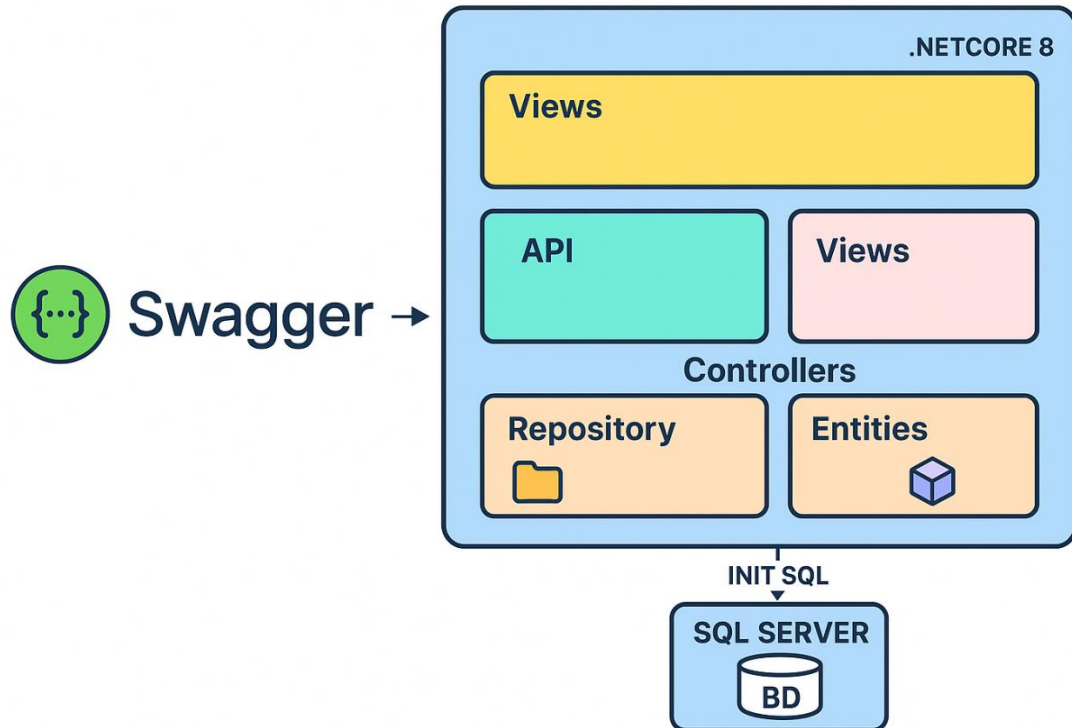 .NETCORE 8
Views
API
Views
{···} Swagger
Controllers
Repository
Entities
INIT SQL
SQL SERVER
BD